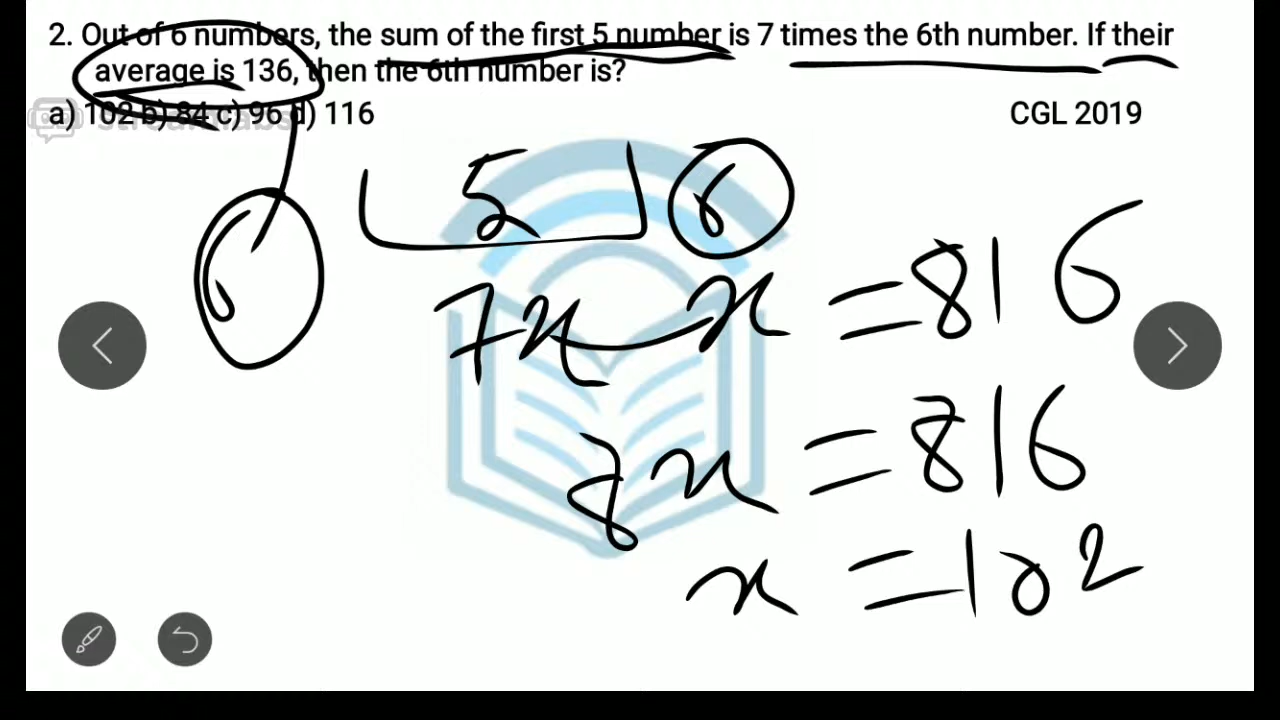 2. Out of 6 numbers, the sum of the first 5 number is 7 times the 6th number. If their
average is 136, then the 6th number is?
a) 102 b) 84 c) 96 d) 116
CGL 2019
5 6
6
7x x = 816
8x = 816
x = 102